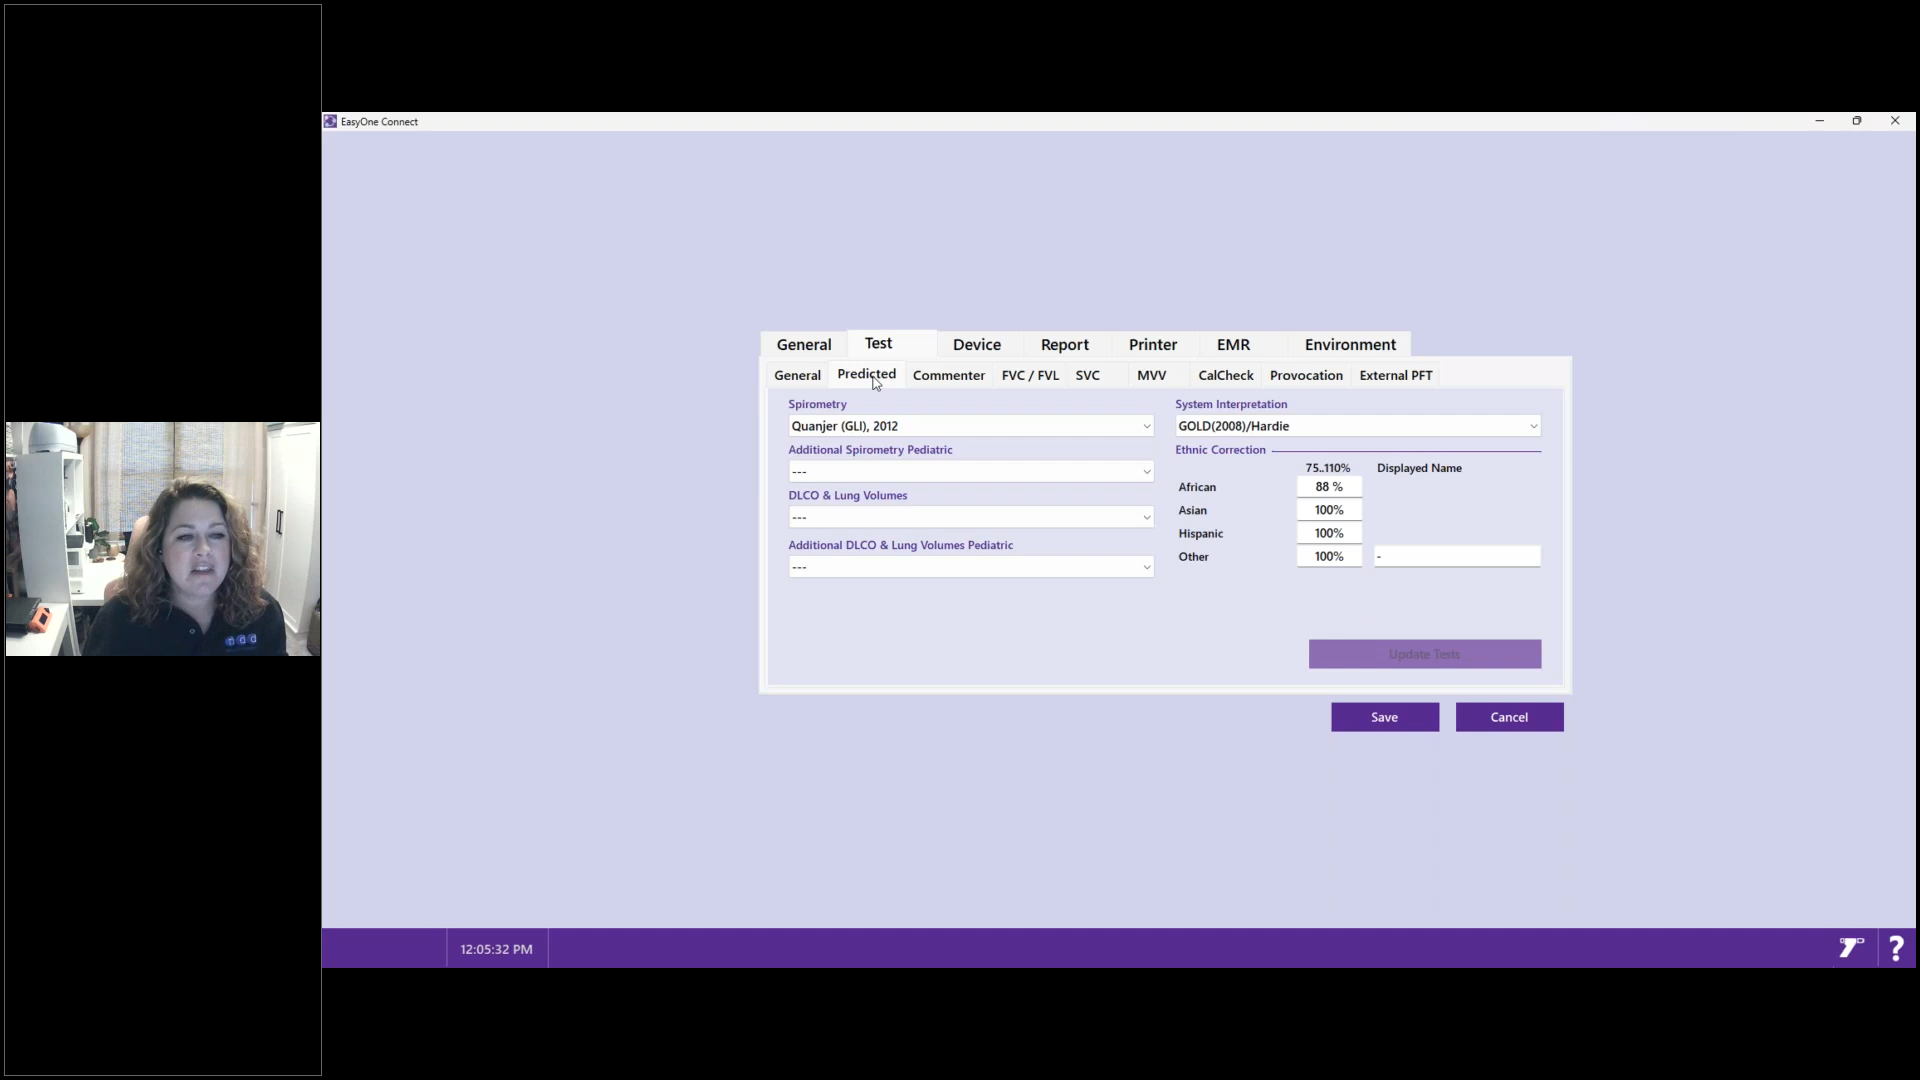 EasyOne Connect
General Test Device Report Printer EMR Environment
General Predicted Commenter FVC / FVL SVC MVV CalCheck Provocation External PFT
Spirometry
Quanjer (GLI), 2012
Additional Spirometry Pediatric
---
DLCO & Lung Volumes
---
Additional DLCO & Lung Volumes Pediatric
---
System Interpretation
GOLD(2008)/Hardie
Ethnic Correction
75..110% Displayed Name
African 88 %
Asian 100%
Hispanic 100%
Other 100% -
Update Tests
Save Cancel
12:05:32 PM
?
ndd